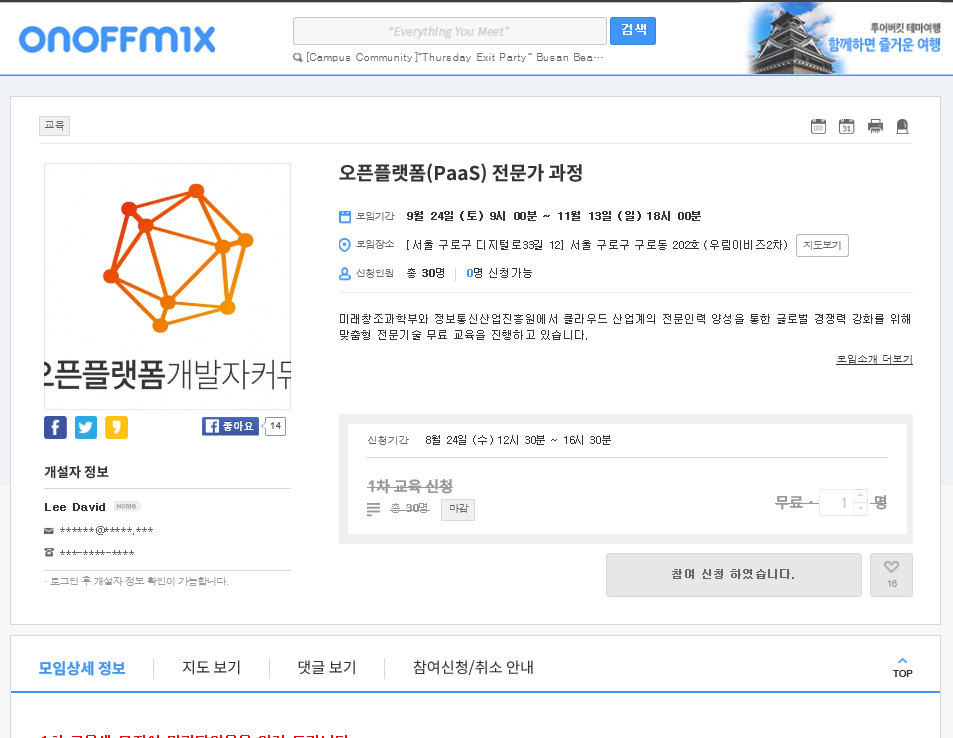 onoffmix
"Everything You Meet"
검색
[Campus Community]"Thursday Exit Party" Busan Bea…
투어버킷 테마여행
함께하면 즐거운 여행
교육
31
오픈플랫폼(PaaS) 전문가 과정
모임기간 9월 24일 (토) 9시 00분 ~ 11월 13일 (일) 18시 00분
모임장소 [서울 구로구 디지털로33길 12] 서울 구로구 구로동 202호 (우림이비즈2차) 지도보기
신청인원 총 30명 0명 신청가능
미래창조과학부와 정보통신산업진흥원에서 클라우드 산업계의 전문인력 양성을 통한 글로벌 경쟁력 강화를 위해
맞춤형 전문기술 무료 교육을 진행하고 있습니다.
모임소개 더보기
오픈플랫폼개발자커뮤
좋아요 14
개설자 정보
Lee David HOME
******@*****.***
***-****-****
· 로그인 후 개설자 정보 확인이 가능합니다.
신청기간 8월 24일 (수) 12시 30분 ~ 16시 30분
1차 교육 신청
총 30명 마감
무료 · 1 명
참여 신청 하였습니다.
16
모임상세 정보
지도 보기
댓글 보기
참여신청/취소 안내
TOP